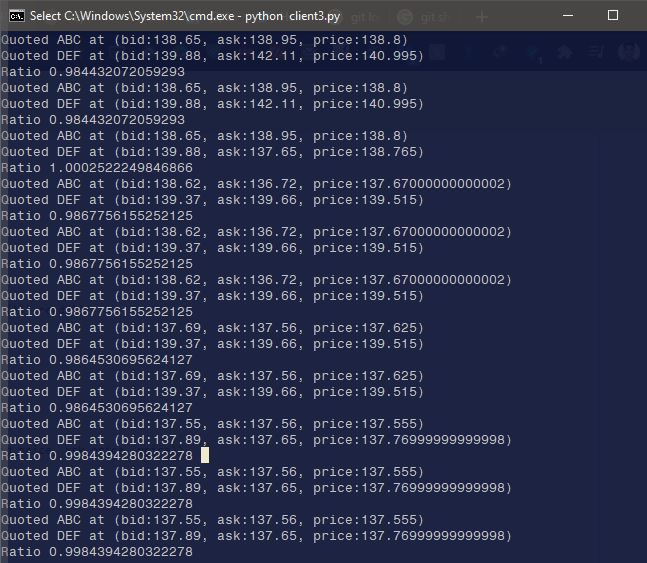 Select C:\Windows\System32\cmd.exe - python client3.py
Quoted ABC at (bid:138.65, ask:138.95, price:138.8)
Quoted DEF at (bid:139.88, ask:142.11, price:140.995)
Ratio 0.984432072059293
Quoted ABC at (bid:138.65, ask:138.95, price:138.8)
Quoted DEF at (bid:139.88, ask:142.11, price:140.995)
Ratio 0.984432072059293
Quoted ABC at (bid:138.65, ask:138.95, price:138.8)
Quoted DEF at (bid:139.88, ask:137.65, price:138.765)
Ratio 1.0002522249846866
Quoted ABC at (bid:138.62, ask:136.72, price:137.67000000000002)
Quoted DEF at (bid:139.37, ask:139.66, price:139.515)
Ratio 0.9867756155252125
Quoted ABC at (bid:138.62, ask:136.72, price:137.67000000000002)
Quoted DEF at (bid:139.37, ask:139.66, price:139.515)
Ratio 0.9867756155252125
Quoted ABC at (bid:138.62, ask:136.72, price:137.67000000000002)
Quoted DEF at (bid:139.37, ask:139.66, price:139.515)
Ratio 0.9867756155252125
Quoted ABC at (bid:137.69, ask:137.56, price:137.625)
Quoted DEF at (bid:139.37, ask:139.66, price:139.515)
Ratio 0.9864530695624127
Quoted ABC at (bid:137.69, ask:137.56, price:137.625)
Quoted DEF at (bid:139.37, ask:139.66, price:139.515)
Ratio 0.9864530695624127
Quoted ABC at (bid:137.55, ask:137.56, price:137.555)
Quoted DEF at (bid:137.89, ask:137.65, price:137.76999999999998)
Ratio 0.9984394280322278
Quoted ABC at (bid:137.55, ask:137.56, price:137.555)
Quoted DEF at (bid:137.89, ask:137.65, price:137.76999999999998)
Ratio 0.9984394280322278
Quoted ABC at (bid:137.55, ask:137.56, price:137.555)
Quoted DEF at (bid:137.89, ask:137.65, price:137.76999999999998)
Ratio 0.9984394280322278